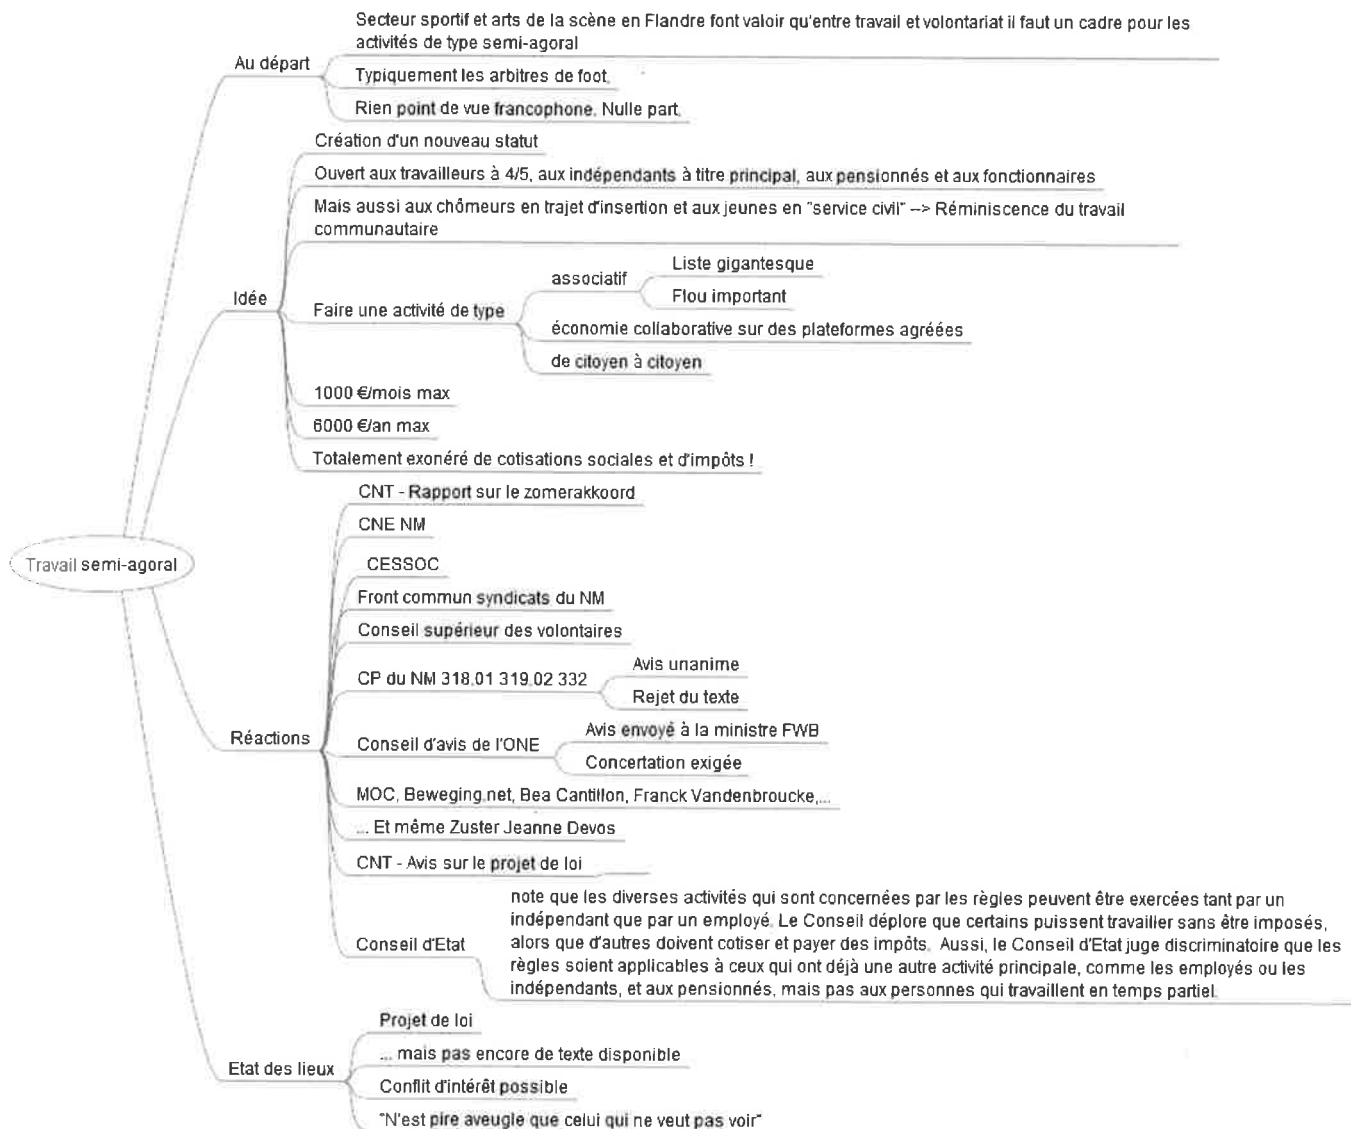 Secteur sportif et arts de la scène en Flandre font valoir qu'entre travail et volontariat il faut un cadre pour les
activités de type semi-agoral
Au départ
Typiquement les arbitres de foot.
Rien point de vue francophone. Nulle part.
Création d'un nouveau statut
Ouvert aux travailleurs à 4/5, aux indépendants à titre principal, aux pensionnés et aux fonctionnaires
Mais aussi aux chômeurs en trajet d'insertion et aux jeunes en "service civil" --> Réminiscence du travail
communautaire
Idée
Faire une activité de type
associatif
Liste gigantesque
Flou important
économie collaborative sur des plateformes agréées
de citoyen à citoyen
1000 €/mois max
6000 €/an max
Totalement exonéré de cotisations sociales et d'impôts !
Travail semi-agoral
CNT - Rapport sur le zomerakkoord
CNE NM
CESSOC
Front commun syndicats du NM
Conseil supérieur des volontaires
CP du NM 318.01 319.02 332
Avis unanime
Rejet du texte
Réactions
Conseil d'avis de l'ONE
Avis envoyé à la ministre FWB
Concertation exigée
MOC, Beweging.net, Bea Cantillon, Franck Vandenbroucke,...
... Et même Zuster Jeanne Devos
CNT - Avis sur le projet de loi
Conseil d'Etat
note que les diverses activités qui sont concernées par les règles peuvent être exercées tant par un
indépendant que par un employé. Le Conseil déplore que certains puissent travailler sans être imposés,
alors que d'autres doivent cotiser et payer des impôts. Aussi, le Conseil d'Etat juge discriminatoire que les
règles soient applicables à ceux qui ont déjà une autre activité principale, comme les employés ou les
indépendants, et aux pensionnés, mais pas aux personnes qui travaillent en temps partiel.
Etat des lieux
Projet de loi
... mais pas encore de texte disponible
Conflit d'intérêt possible
"N'est pire aveugle que celui qui ne veut pas voir"